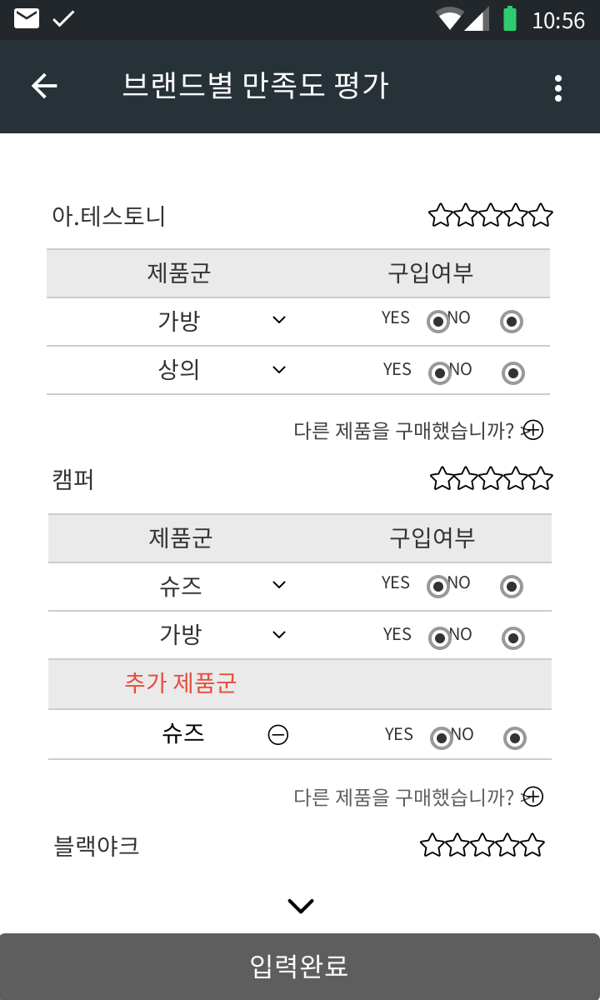 10:56
브랜드별 만족도 평가
아.테스토니
제품군 구입여부
가방 YES NO
상의 YES NO
다른 제품을 구매했습니까? >
캠퍼
제품군 구입여부
슈즈 YES NO
가방 YES NO
추가 제품군
슈즈 YES NO
다른 제품을 구매했습니까? >
블랙야크
입력완료